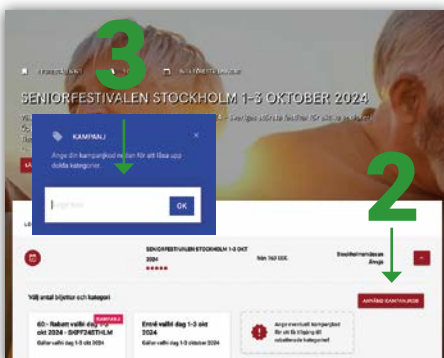 3
SENIORFESTIVALEN STOCKHOLM 1-3 OKTOBER 2024
KAMPANJ
×
Ange din kampanjkod nedan för att låsa upp
dolda kategorier.
OK
2
SENIORFESTIVALEN STOCKHOLM 1-3 OKT
2024
från 160 SEK
Stockholmsmässan
Älvsjö
Välj antal biljetter och kategori
ANVÄND KAMPANJKOD
KAMPANJ
60:- Rabatt valfri dag 1-3
okt 2024 -
Gäller valfri dag 1-3 okt 2024
Entré valfri dag 1-3 okt
2024
Gäller valfri dag 1-3 oktober 2024
Ange eventuell kampanjkod
för att få tillgång till
rabatterade kategorier!